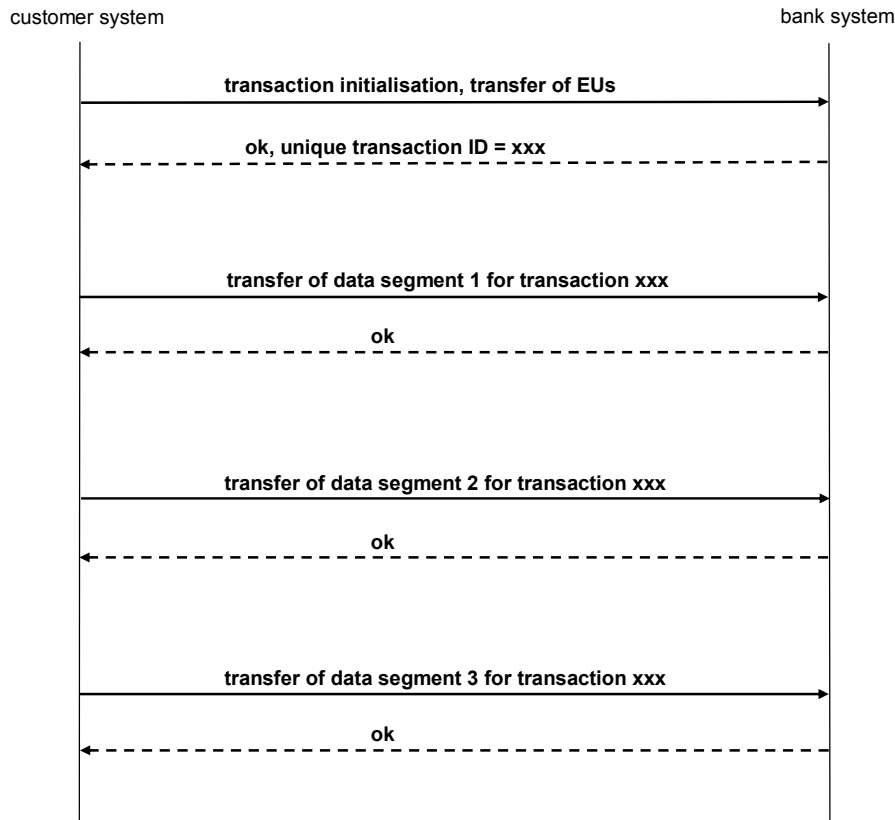 customer system
bank system
transaction initialisation, transfer of EUs
ok, unique transaction ID = xxx
transfer of data segment 1 for transaction xxx
ok
transfer of data segment 2 for transaction xxx
ok
transfer of data segment 3 for transaction xxx
ok